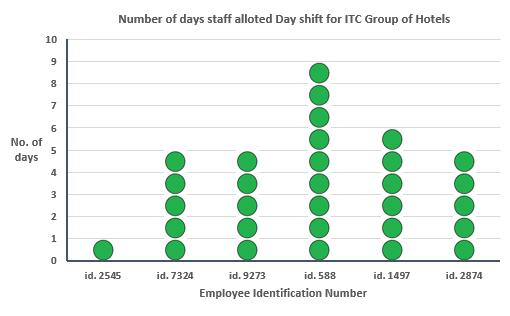 Number of days staff alloted Day shift for ITC Group of Hotels
10
9
8
7
6
5
4
3
2
1
0
No. of
days
id. 2545 id. 7324 id. 9273 id. 588 id. 1497 id. 2874
Employee Identification Number